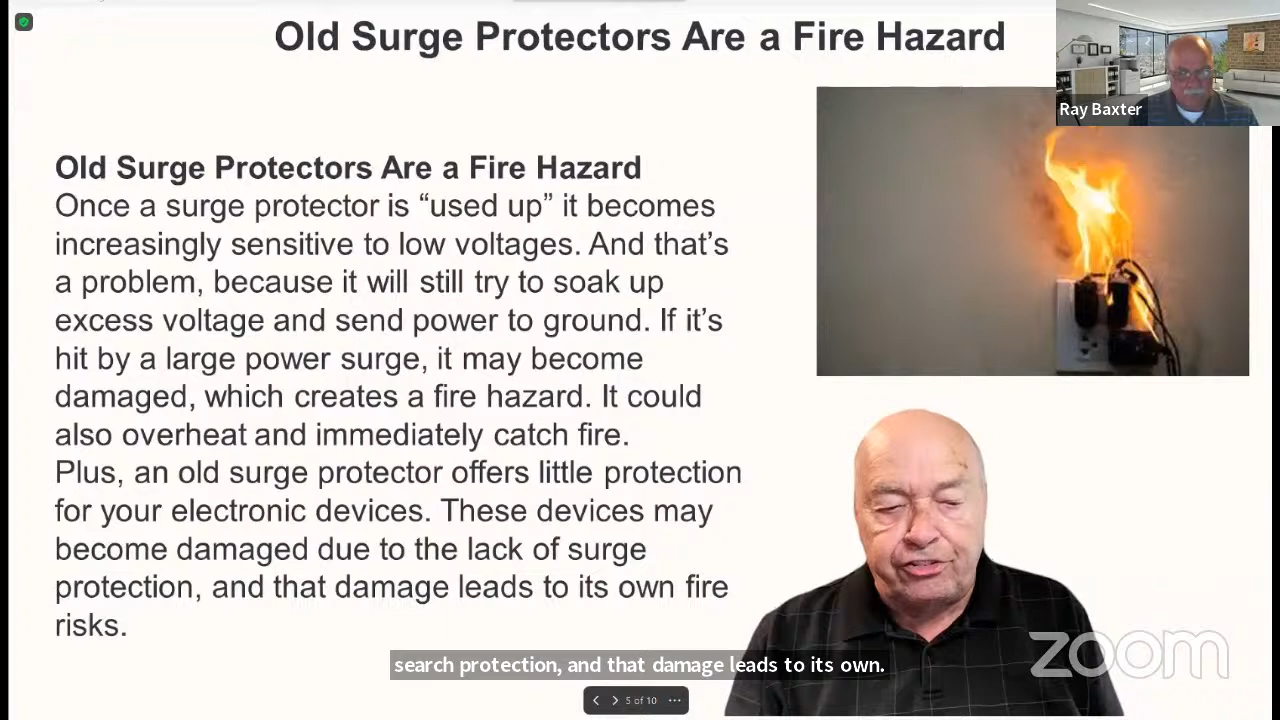 Old Surge Protectors Are a Fire Hazard
Ray Baxter
Old Surge Protectors Are a Fire Hazard
Once a surge protector is “used up” it becomes
increasingly sensitive to low voltages. And that’s
a problem, because it will still try to soak up
excess voltage and send power to ground. If it’s
hit by a large power surge, it may become
damaged, which creates a fire hazard. It could
also overheat and immediately catch fire.
Plus, an old surge protector offers little protection
for your electronic devices. These devices may
become damaged due to the lack of surge
protection, and that damage leads to its own fire
risks.
zoom
search protection, and that damage leads to its own.
5 of 10